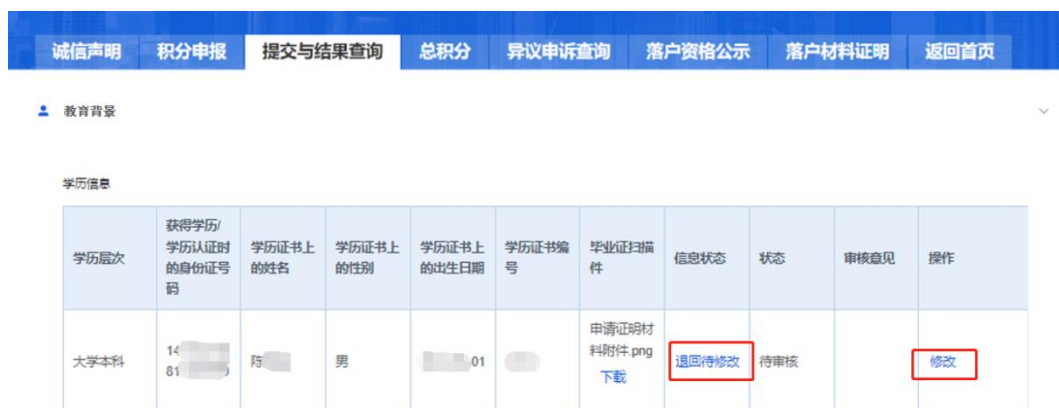 诚信声明 积分申报 提交与结果查询 总积分 异议申诉查询 落户资格公示 落户材料证明 返回首页
教育背景
学历信息
学历层次
获得学历/
学历认证时
的身份证号
码
学历证书上
的姓名
学历证书上
的性别
学历证书上
的出生日期
学历证书编
号
毕业证扫描
件
信息状态
状态
审核意见
操作
大学本科
14
81
陈
男
01
申请证明材
料附件.png
下载
退回待修改
待审核
修改